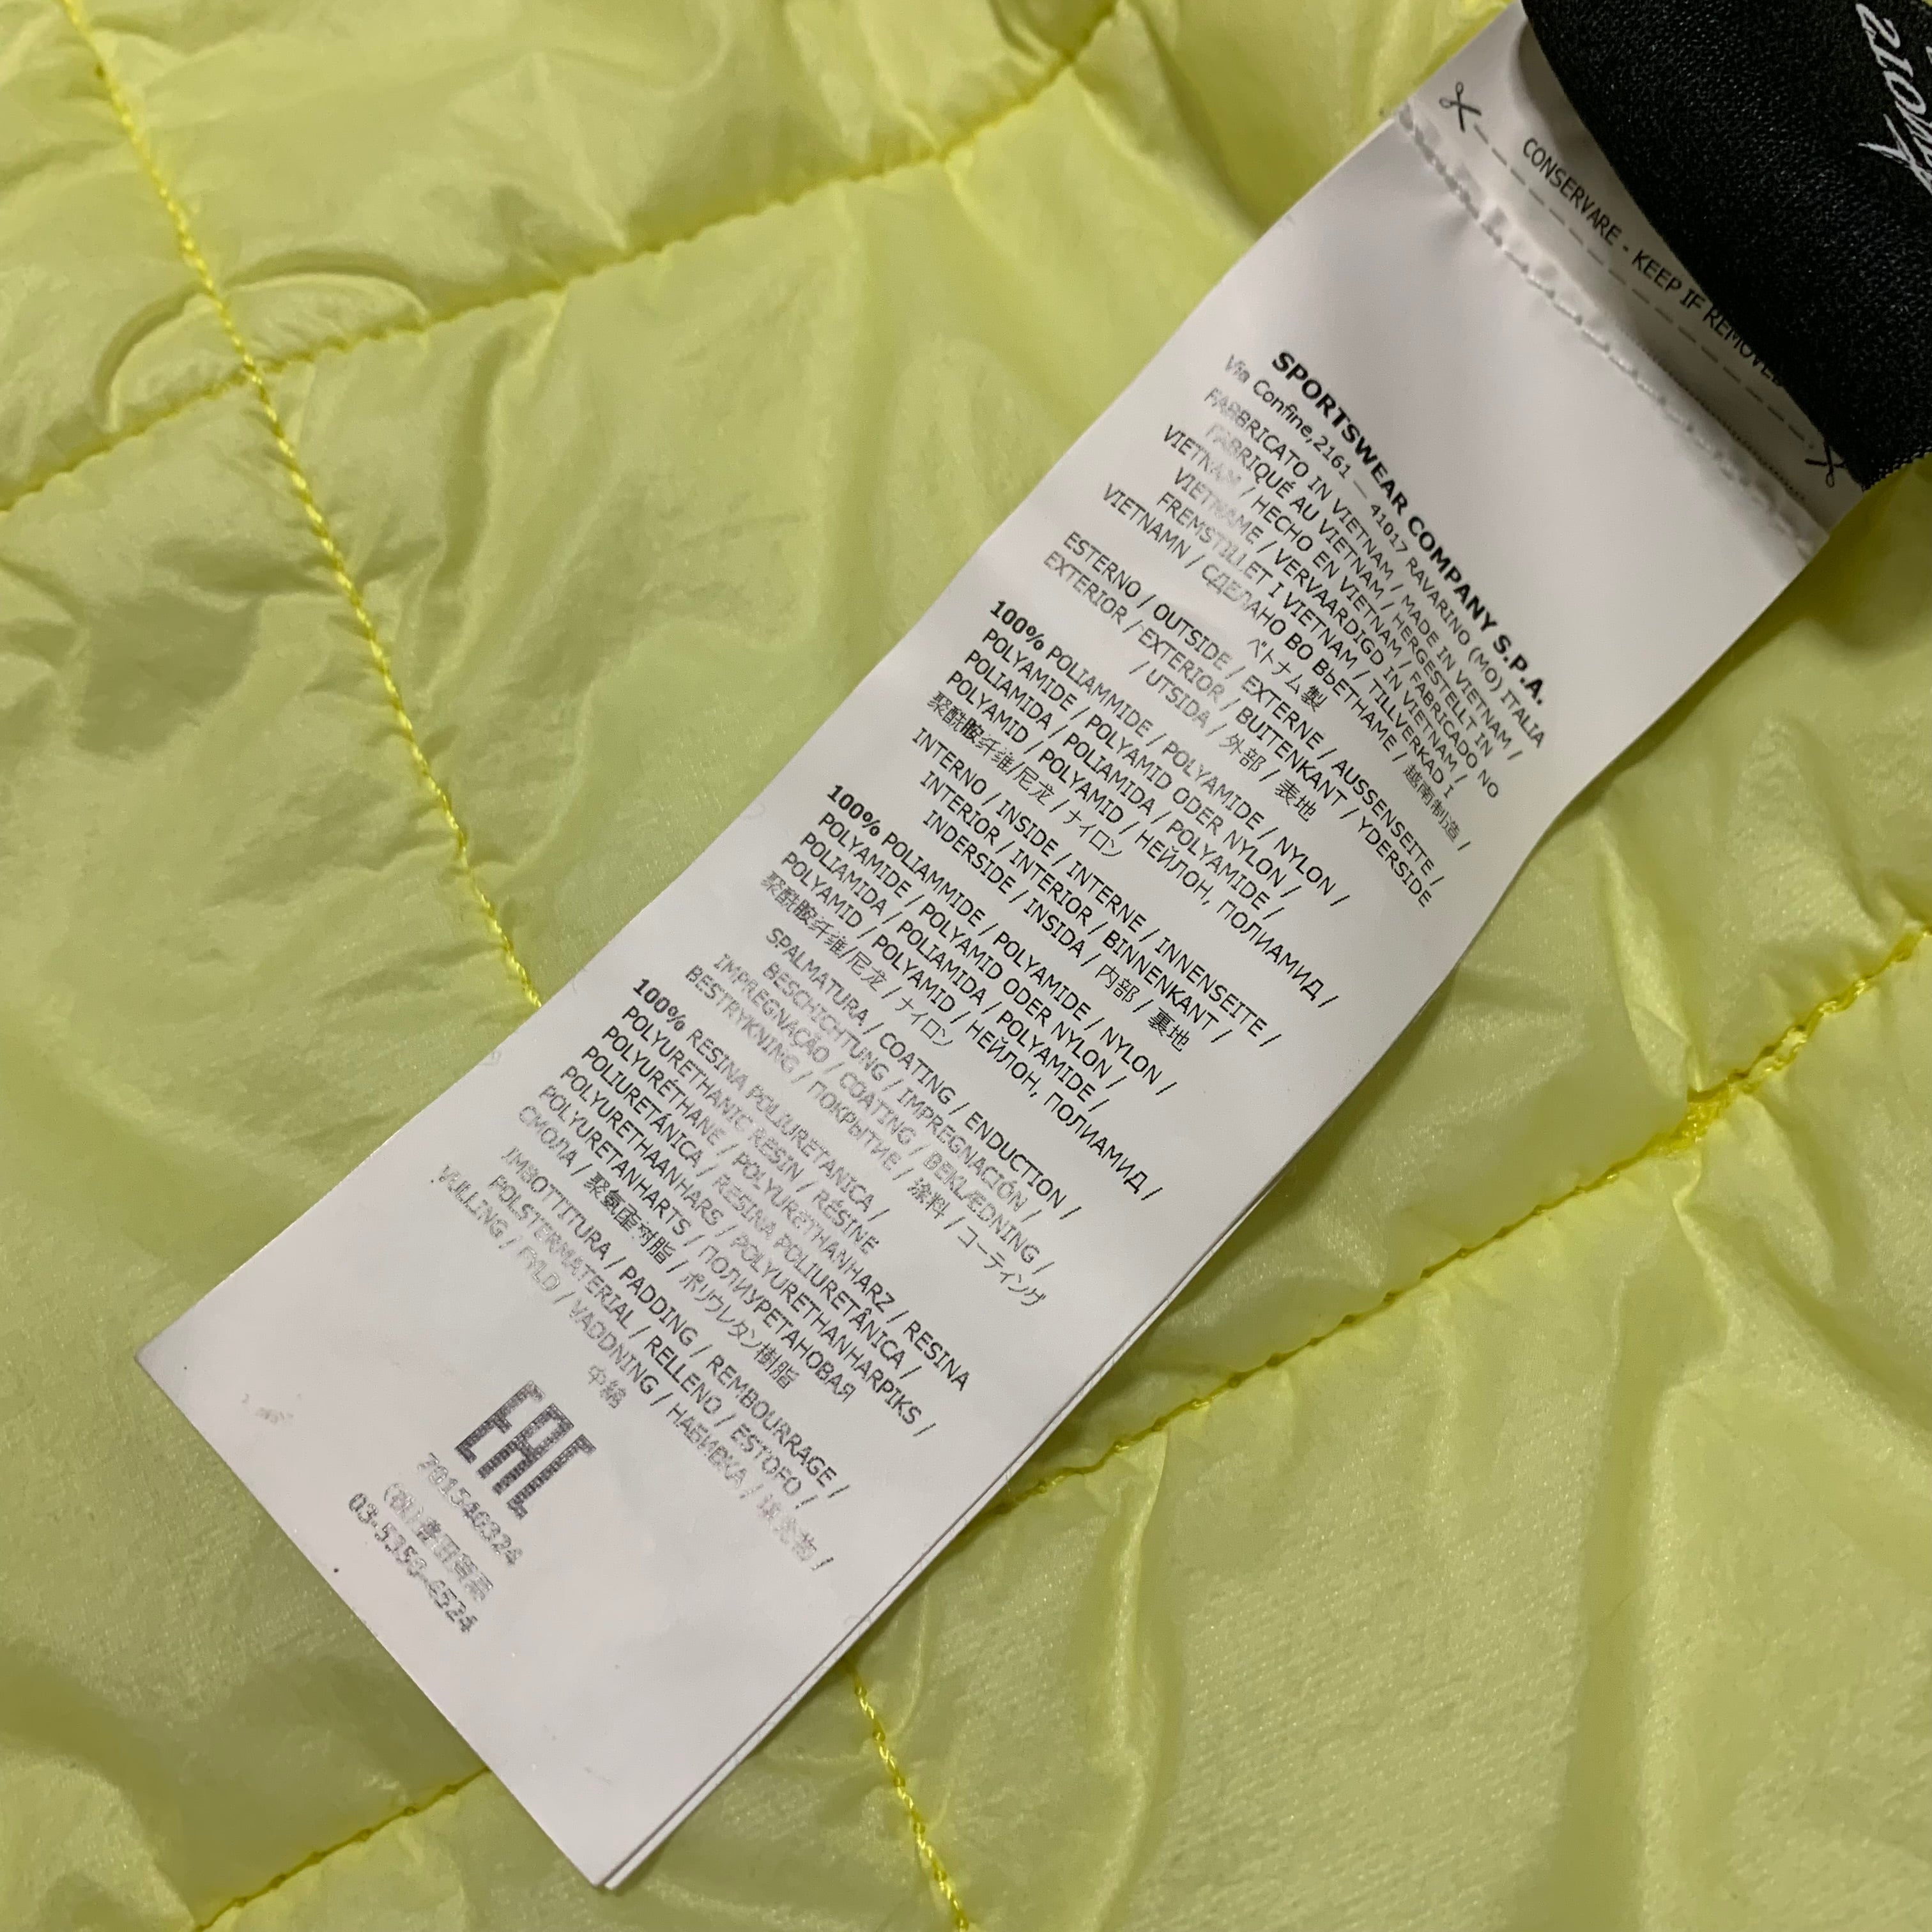 CONSERVARE - KEEP IF REMOVED
SPORTSWEAR COMPANY S.P.A.
Via Confine,2161 — 41017 RAVARINO (MO) ITALIA
FABBRICATO IN VIETNAM / MADE IN VIETNAM /
FABRIQUÉ AU VIETNAM / HERGESTELLT IN
VIETNAM / HECHO EN VIETNAM / FABRICADO NO
VIETNAME / VERVAARDIGD IN VIETNAM /
FREMSTILLET I VIETNAM / TILLVERKAD I
VIETNAMN / СДЕЛАНО ВО ВЬЕТНАМЕ / 越南制造 /
ベトナム製
ESTERNO / OUTSIDE / EXTERNE / AUSSENSEITE /
EXTERIOR / EXTERIOR / BUITENKANT / YDERSIDE
/ UTSIDA / 外部 / 表地
100% POLIAMMIDE / POLYAMIDE / NYLON /
POLYAMIDE / POLYAMID ODER NYLON /
POLIAMIDA / POLIAMIDA / POLYAMIDE /
POLYAMID / POLYAMID / НЕЙЛОН, ПОЛИАМИД /
聚酰胺纤维/尼龙 / ナイロン
INTERNO / INSIDE / INTERNE / INNENSEITE /
INTERIOR / INTERIOR / BINNENKANT /
INDERSIDE / INSIDA / 内部 / 裏地
100% POLIAMMIDE / POLYAMIDE / NYLON /
POLYAMIDE / POLYAMID ODER NYLON /
POLIAMIDA / POLIAMIDA / POLYAMIDE /
POLYAMID / POLYAMID / НЕЙЛОН, ПОЛИАМИД /
聚酰胺纤维/尼龙 / ナイロン
SPALMATURA / COATING / ENDUCTION /
BESCHICHTUNG / IMPREGNACIÓN /
IMPREGNAÇÃO / COATING / BEKLÆDNING /
BESTRYKNING / ПОКРЫТИЕ / 涂料 / コーティング
100% RESINA POLIURETANICA /
POLYURETHANIC RESIN / RÉSINE
POLYURÉTHANE / POLYURETHANHARZ / RESINA
POLIURETÁNICA / RESINA POLIURETÂNICA /
POLYURETHAANHARS / POLYURETHANHARPIKS /
POLYURETANHARTS / ПОЛИУРЕТАНОВАЯ
СМОЛА / 聚氨酯树脂 / ポリウレタン樹脂
IMBOTTITURA / PADDING / REMBOURRAGE /
POLSTERMATERIAL / RELLENO / ESTOFO /
VULLING / FYLD / VADDNING / НАБИВКА / 填充物 /
中綿
EAC
701546324
03-5350-4524